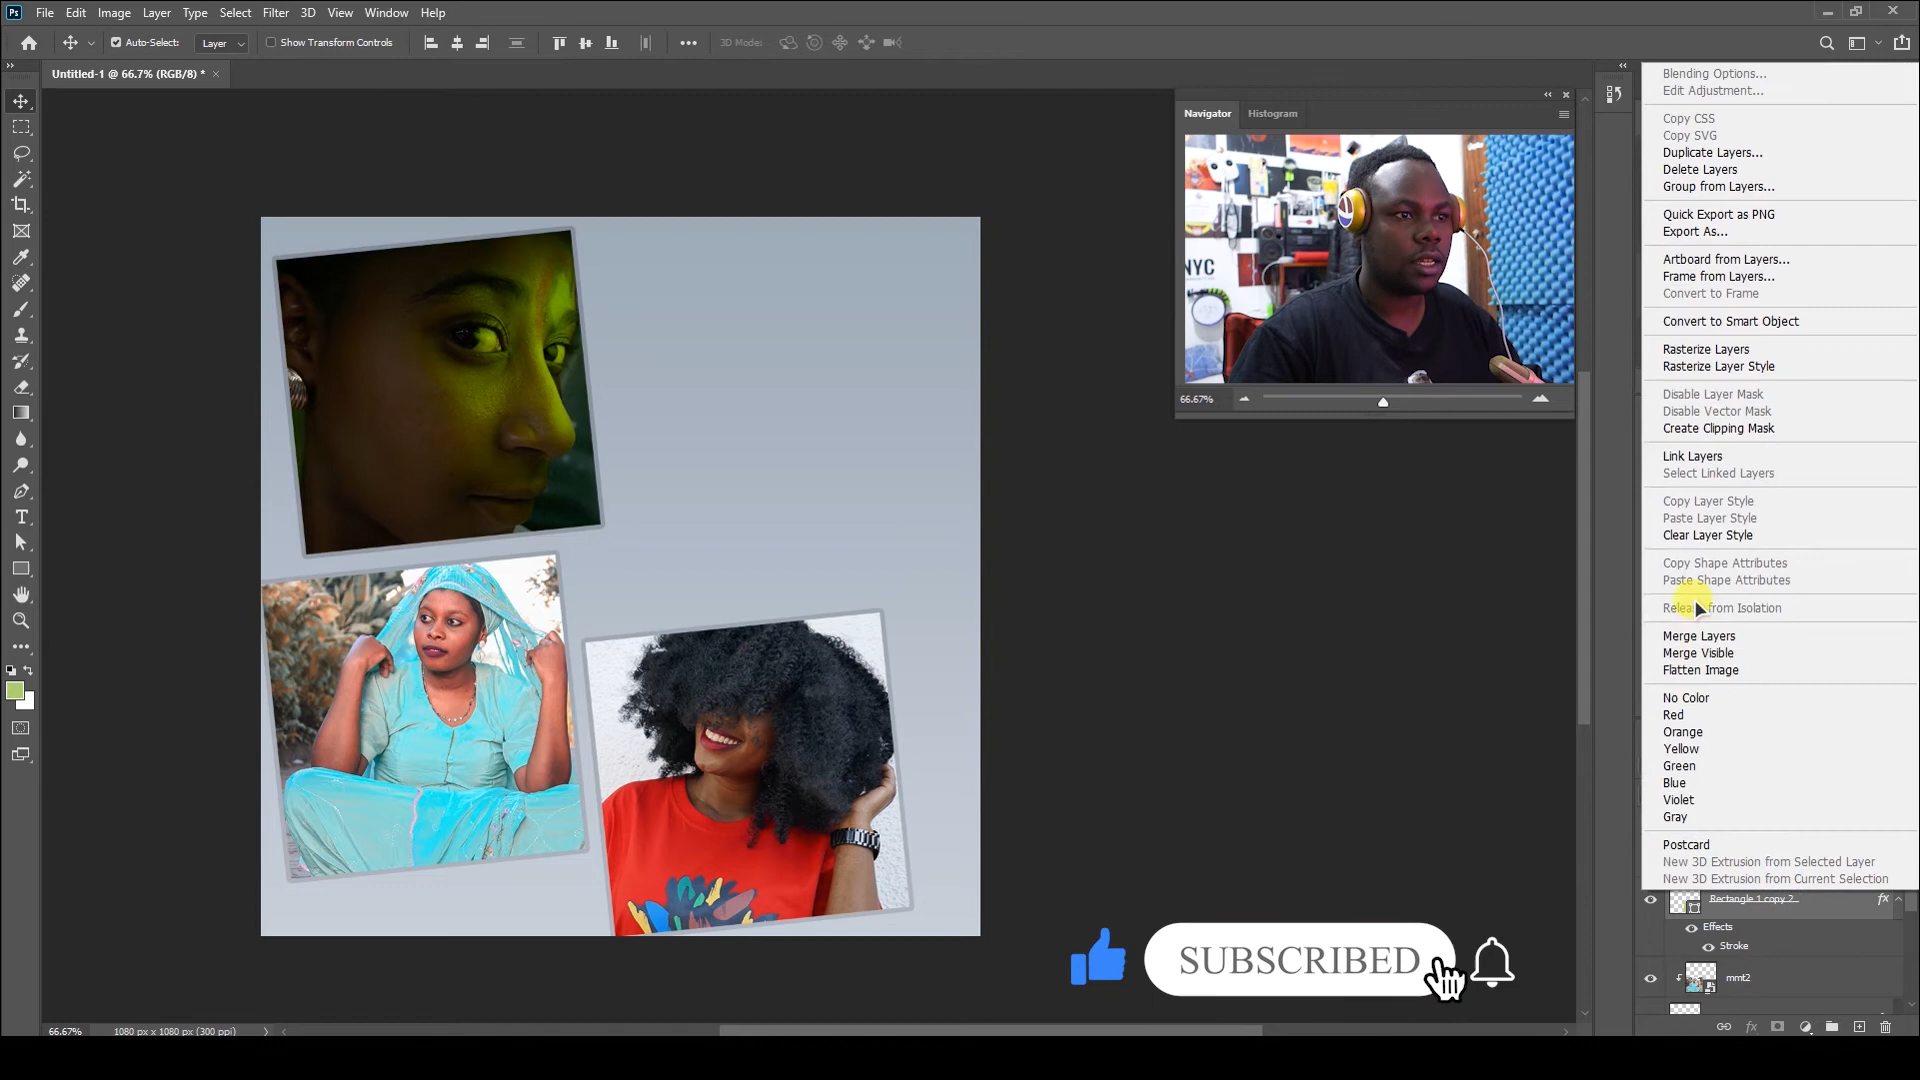 Ps File Edit Image Layer Type Select Filter 3D View Window Help
Auto-Select: Layer Show Transform Controls 3D Mode:
Untitled-1 @ 66.7% (RGB/8) *
Navigator Histogram
NYC
66.67%
Blending Options...
Edit Adjustment...
Copy CSS
Copy SVG
Duplicate Layers...
Delete Layers
Group from Layers...
Quick Export as PNG
Export As...
Artboard from Layers...
Frame from Layers...
Convert to Frame
Convert to Smart Object
Rasterize Layers
Rasterize Layer Style
Disable Layer Mask
Disable Vector Mask
Create Clipping Mask
Link Layers
Select Linked Layers
Copy Layer Style
Paste Layer Style
Clear Layer Style
Copy Shape Attributes
Paste Shape Attributes
Release from Isolation
Merge Layers
Merge Visible
Flatten Image
No Color
Red
Orange
Yellow
Green
Blue
Violet
Gray
Postcard
New 3D Extrusion from Selected Layer
New 3D Extrusion from Current Selection
Rectangle 1 copy 2 fx
Effects
Stroke
mmt2
SUBSCRIBED
66.67% 1080 px x 1080 px (300 ppi)
fx